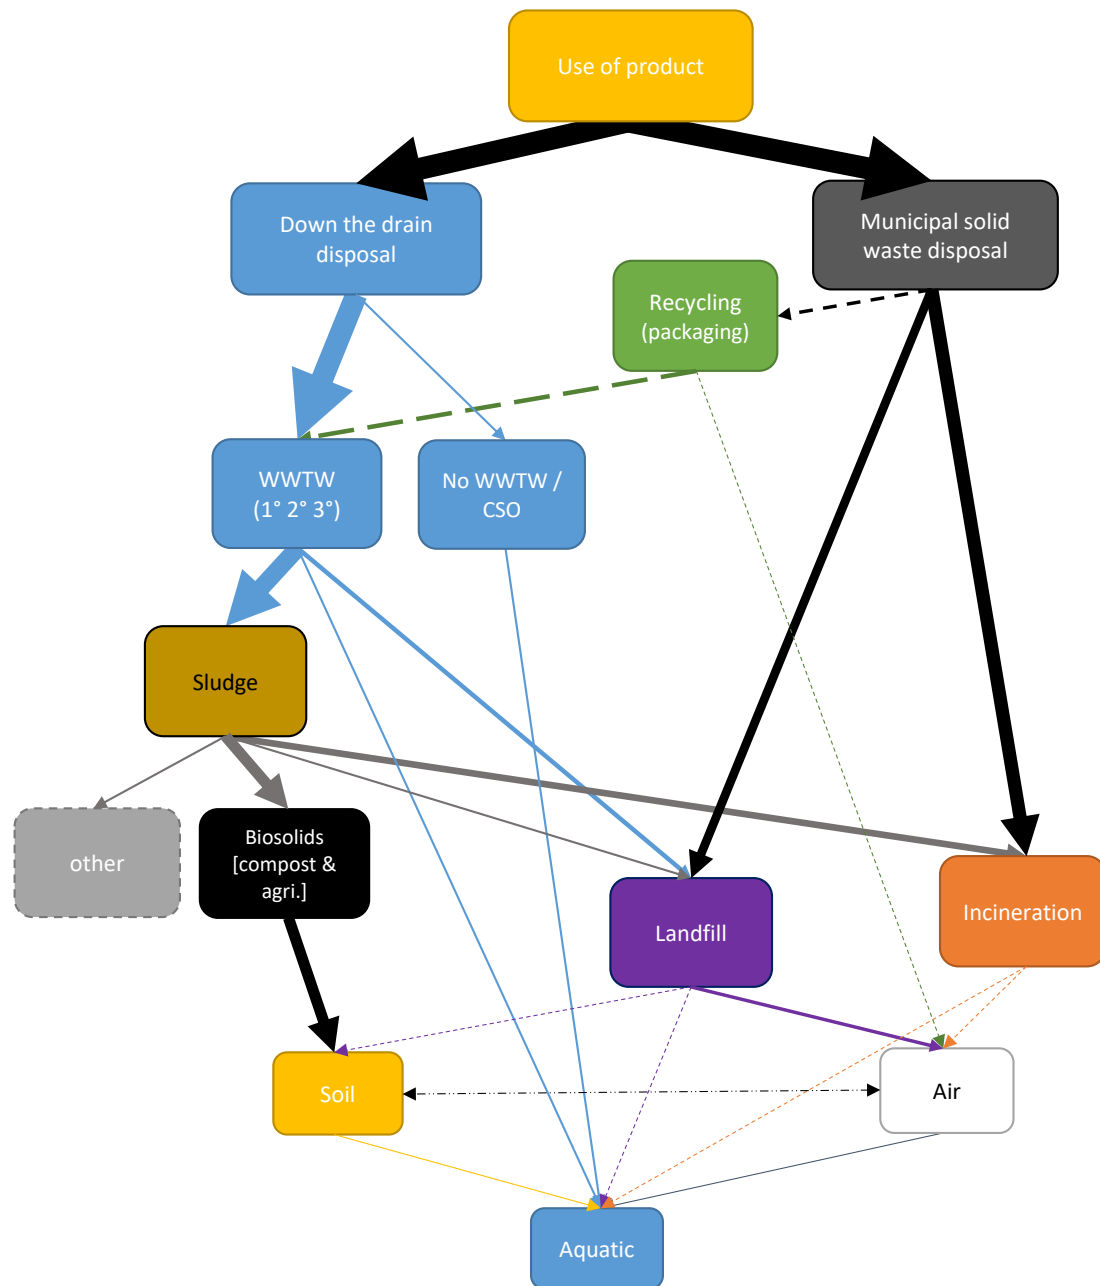 Use of product
Down the drain
disposal
Municipal solid
waste disposal
Recycling
(packaging)
WWTW
(1° 2° 3°)
No WWTW /
CSO
Sludge
other
Biosolids
[compost &
agri.]
Landfill
Incineration
Soil
Air
Aquatic